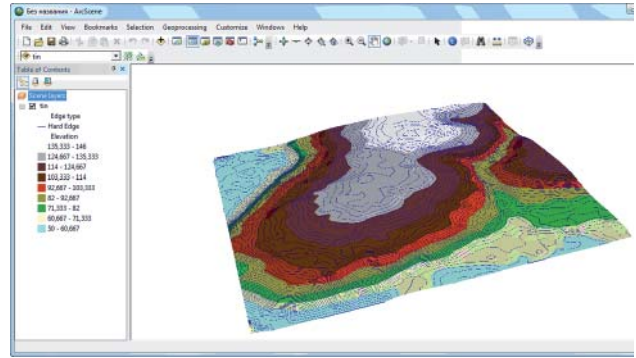 Без названия - ArcScene
File Edit View Bookmarks Selection Geoprocessing Customize Windows Help
tin
Table of Contents
Scene layers
tin
Edge type
Hard Edge
Elevation
135,333 - 146
124,667 - 135,333
114 - 124,667
103,333 - 114
92,667 - 103,333
82 - 92,667
71,333 - 82
60,667 - 71,333
50 - 60,667